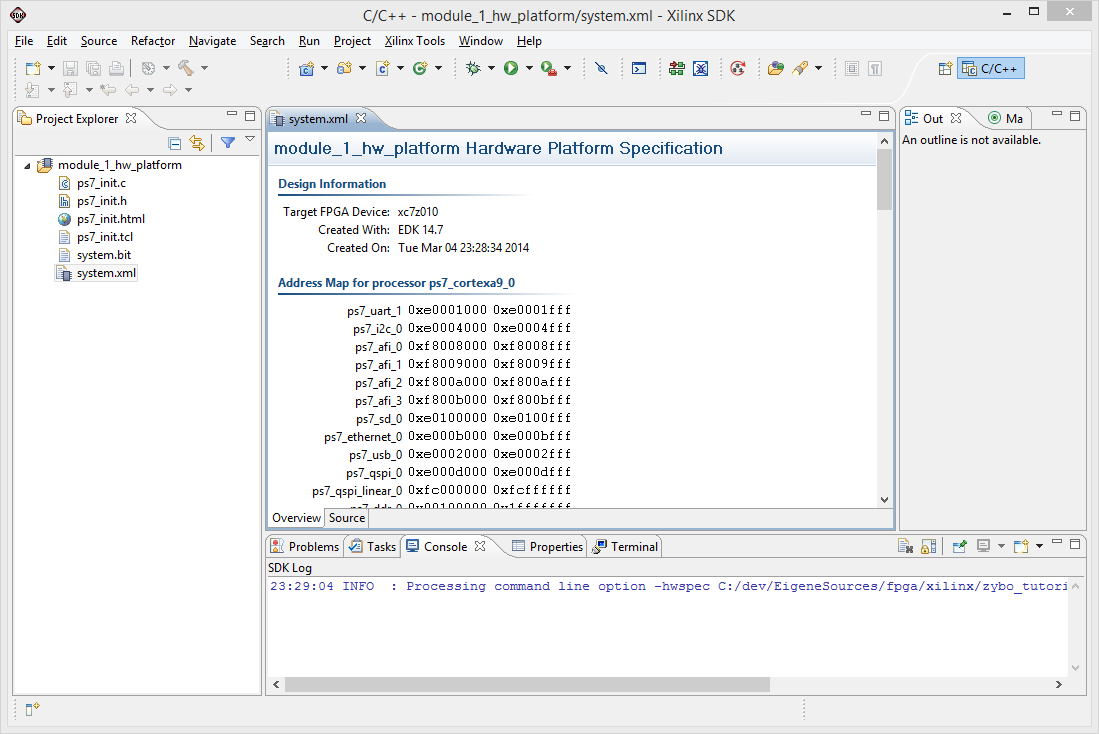 C/C++ - module_1_hw_platform/system.xml - Xilinx SDK
File Edit Source Refactor Navigate Search Run Project Xilinx Tools Window Help
C/C++
Project Explorer
module_1_hw_platform
ps7_init.c
ps7_init.h
ps7_init.html
ps7_init.tcl
system.bit
system.xml
system.xml
module_1_hw_platform Hardware Platform Specification
Design Information
Target FPGA Device: xc7z010
Created With: EDK 14.7
Created On: Tue Mar 04 23:28:34 2014
Address Map for processor ps7_cortexa9_0
ps7_uart_1 0xe0001000 0xe0001fff
ps7_i2c_0 0xe0004000 0xe0004fff
ps7_afi_0 0xf8008000 0xf8008fff
ps7_afi_1 0xf8009000 0xf8009fff
ps7_afi_2 0xf800a000 0xf800afff
ps7_afi_3 0xf800b000 0xf800bfff
ps7_sd_0 0xe0100000 0xe0100fff
ps7_ethernet_0 0xe000b000 0xe000bfff
ps7_usb_0 0xe0002000 0xe0002fff
ps7_qspi_0 0xe000d000 0xe000dfff
ps7_qspi_linear_0 0xfc000000 0xfcffffff
ps7_ddr_0 0x00100000 0x1fffffff
Overview Source
Out Ma
An outline is not available.
Problems Tasks Console Properties Terminal
SDK Log
23:29:04 INFO : Processing command line option -hwspec C:/dev/EigeneSources/fpga/xilinx/zybo_tutori